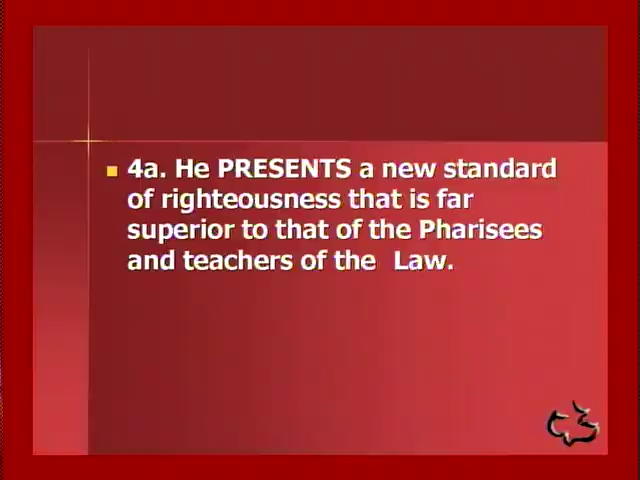 4a. He PRESENTS a new standard
of righteousness that is far
superior to that of the Pharisees
and teachers of the  Law.